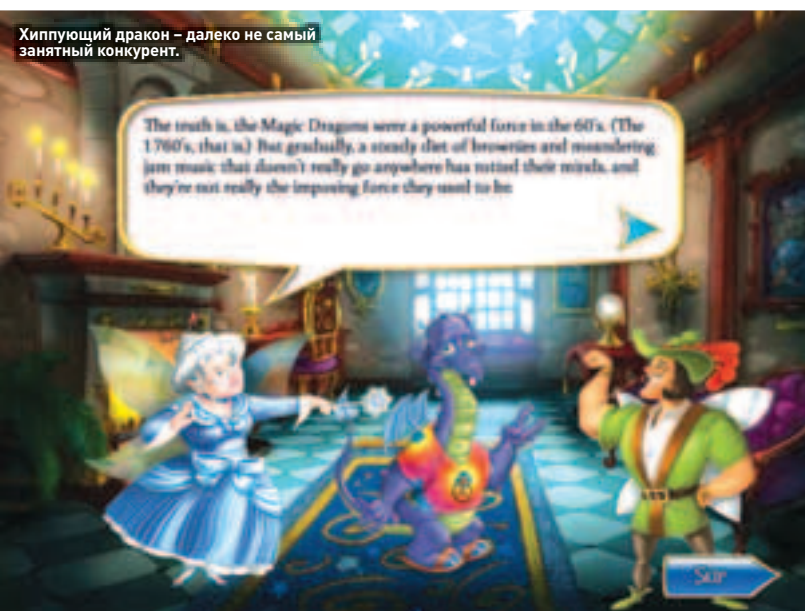 Хиппующий дракон – далеко не самый
занятный конкурент.
The truth is, the Magic Dragons were a powerful force in the 60's. (The
1760's, that is.) But gradually, a steady diet of brownies and meandering
jam music that doesn't really go anywhere has rotted their minds, and
they're not really the imposing force they used to be
Skip